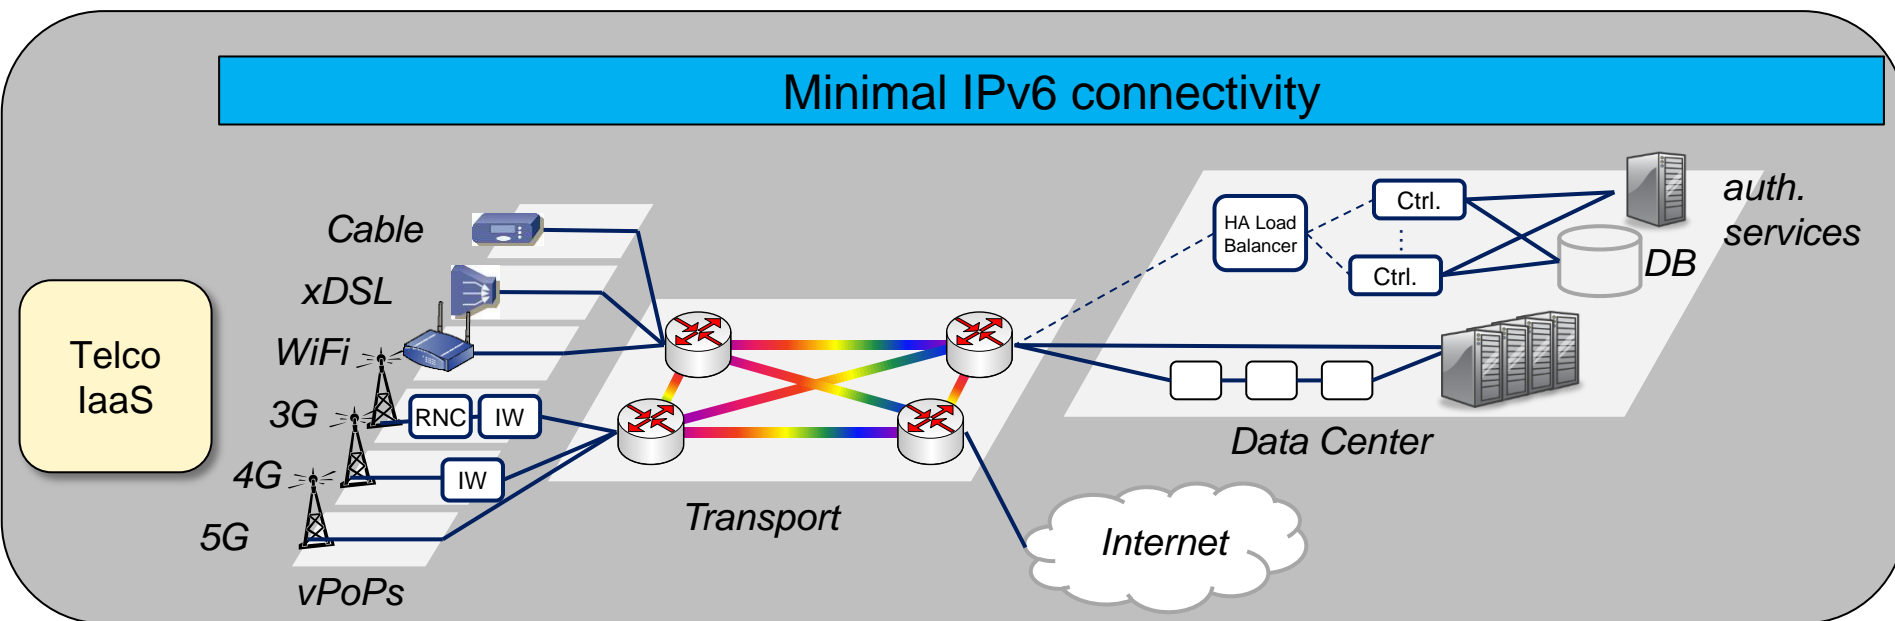 Minimal IPv6 connectivity
Telco
IaaS
Cable
xDSL
WiFi
3G
RNC
IW
4G
IW
5G
vPoPs
Transport
Internet
HA Load
Balancer
Ctrl.
Ctrl.
auth.
services
DB
Data Center